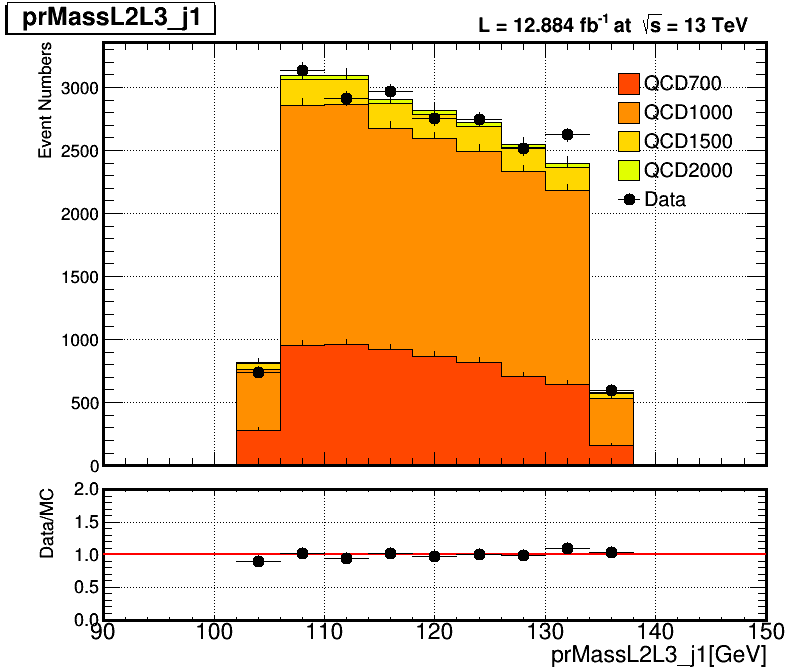 prMassL2L3_j1
L = 12.884 fb⁻¹ at √s = 13 TeV
Event Numbers
3000
2500
2000
1500
1000
500
0
QCD700
QCD1000
QCD1500
QCD2000
Data
Data/MC
2.0
1.5
1.0
0.5
0.0
90 100 110 120 130 140 150
prMassL2L3_j1[GeV]